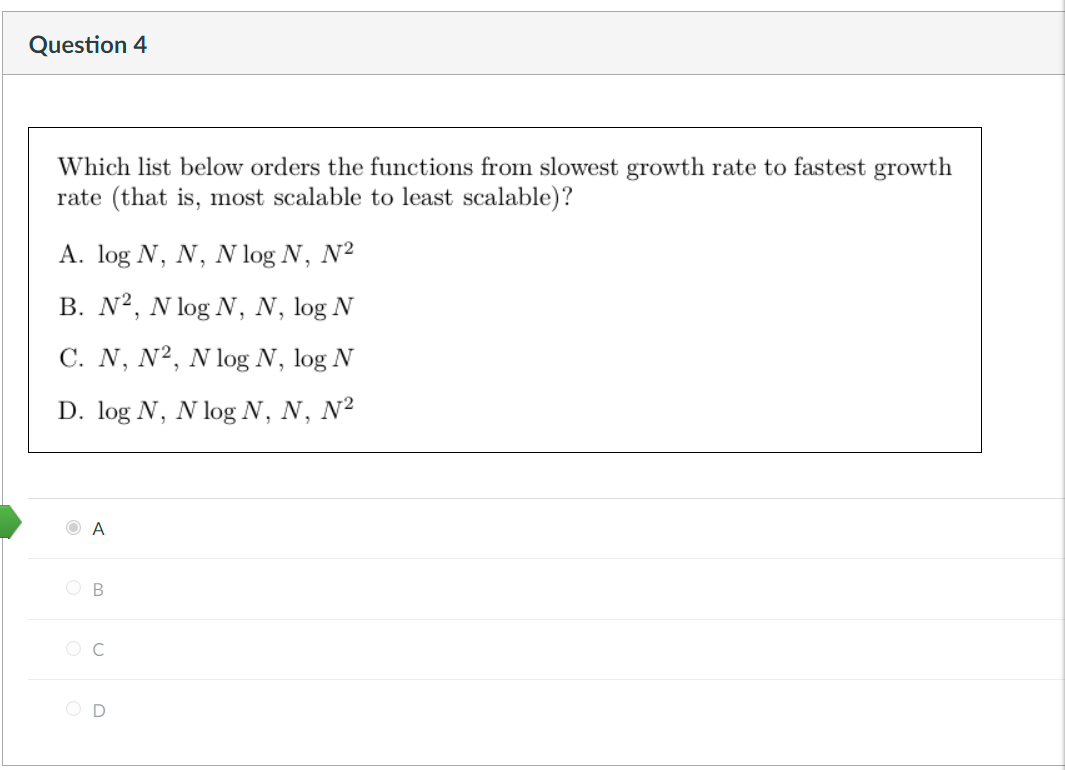 Question 4
Which list below orders the functions from slowest growth rate to fastest growth
rate (that is, most scalable to least scalable)?
A. log N, N, N log N, N²
B. N², N log N, N, log N
C. N, N², N log N, log N
D. log N, N log N, N, N²
A
B
C
D